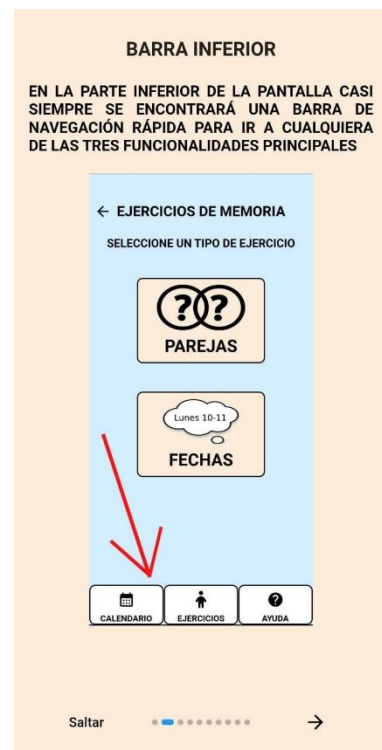 BARRA INFERIOR
EN LA PARTE INFERIOR DE LA PANTALLA CASI
SIEMPRE SE ENCONTRARÁ UNA BARRA DE
NAVEGACIÓN RÁPIDA PARA IR A CUALQUIERA
DE LAS TRES FUNCIONALIDADES PRINCIPALES
← EJERCICIOS DE MEMORIA
SELECCIONE UN TIPO DE EJERCICIO
??
PAREJAS
Lunes 10-11
FECHAS
CALENDARIO EJERCICIOS ? AYUDA
Saltar →